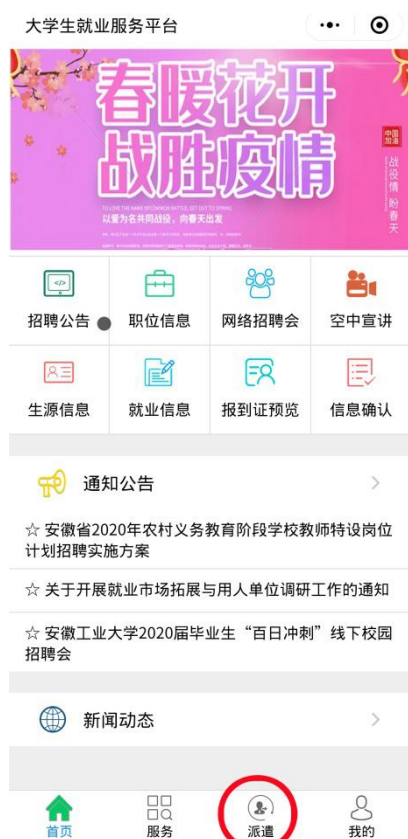 大学生就业服务平台
春暖花开
战胜疫情
中国
加油
战疫情 盼春天
以爱为名共同战役，向春天出发
招聘公告
职位信息
网络招聘会
空中宣讲
生源信息
就业信息
报到证预览
信息确认
通知公告
☆ 安徽省2020年农村义务教育阶段学校教师特设岗位
计划招聘实施方案
☆ 关于开展就业市场拓展与用人单位调研工作的通知
☆ 安徽工业大学2020届毕业生“百日冲刺”线下校园
招聘会
新闻动态
首页
服务
派遣
我的